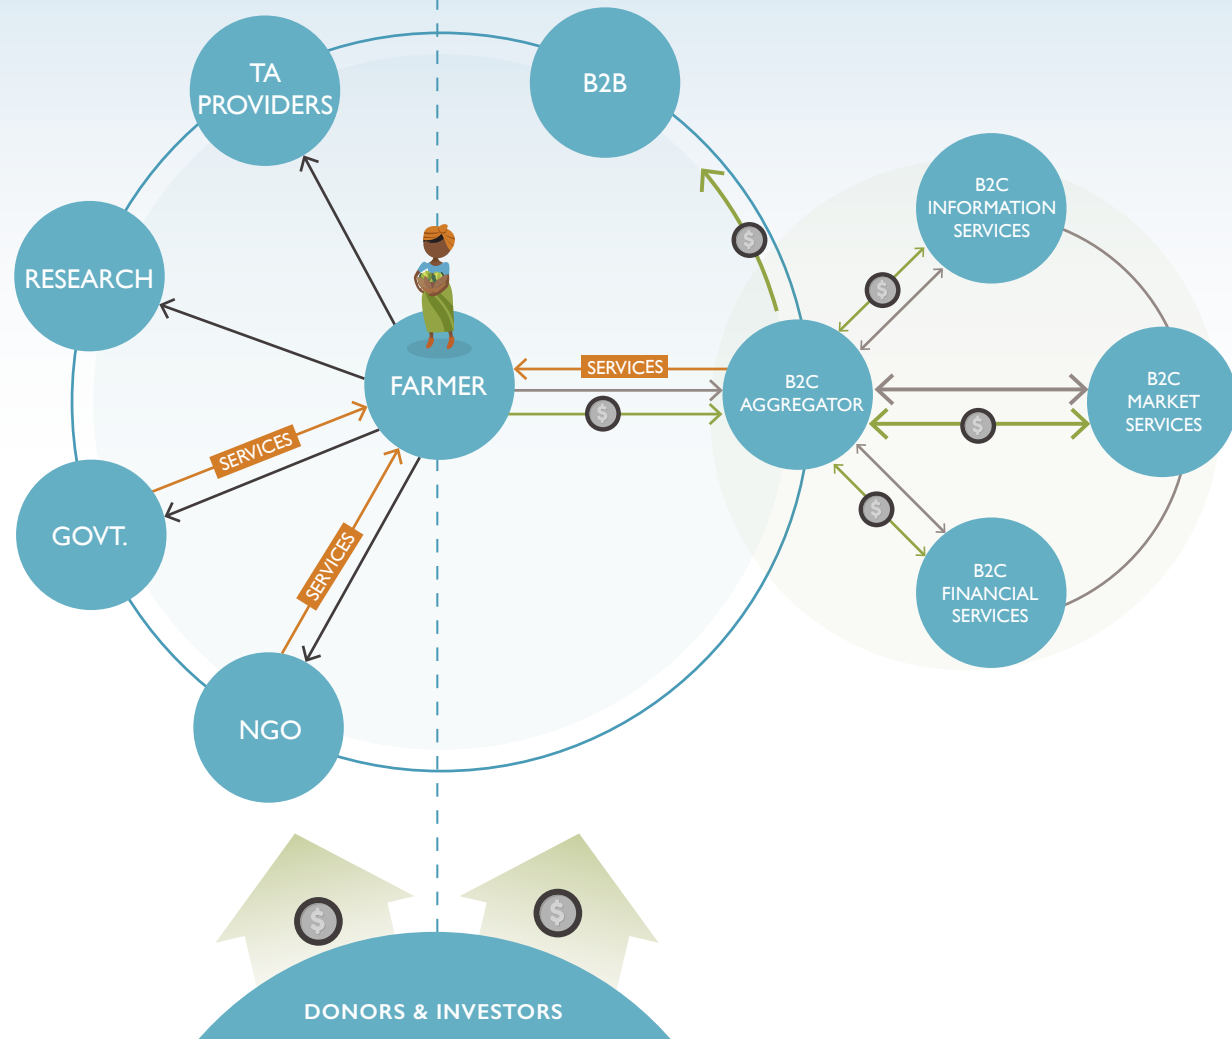 TA
PROVIDERS
B2B
B2C
INFORMATION
SERVICES
$
RESEARCH
$
SERVICES
FARMER
B2C
AGGREGATOR
B2C
MARKET
SERVICES
$
$
SERVICES
$
GOVT.
SERVICES
B2C
FINANCIAL
SERVICES
NGO
$
$
DONORS & INVESTORS